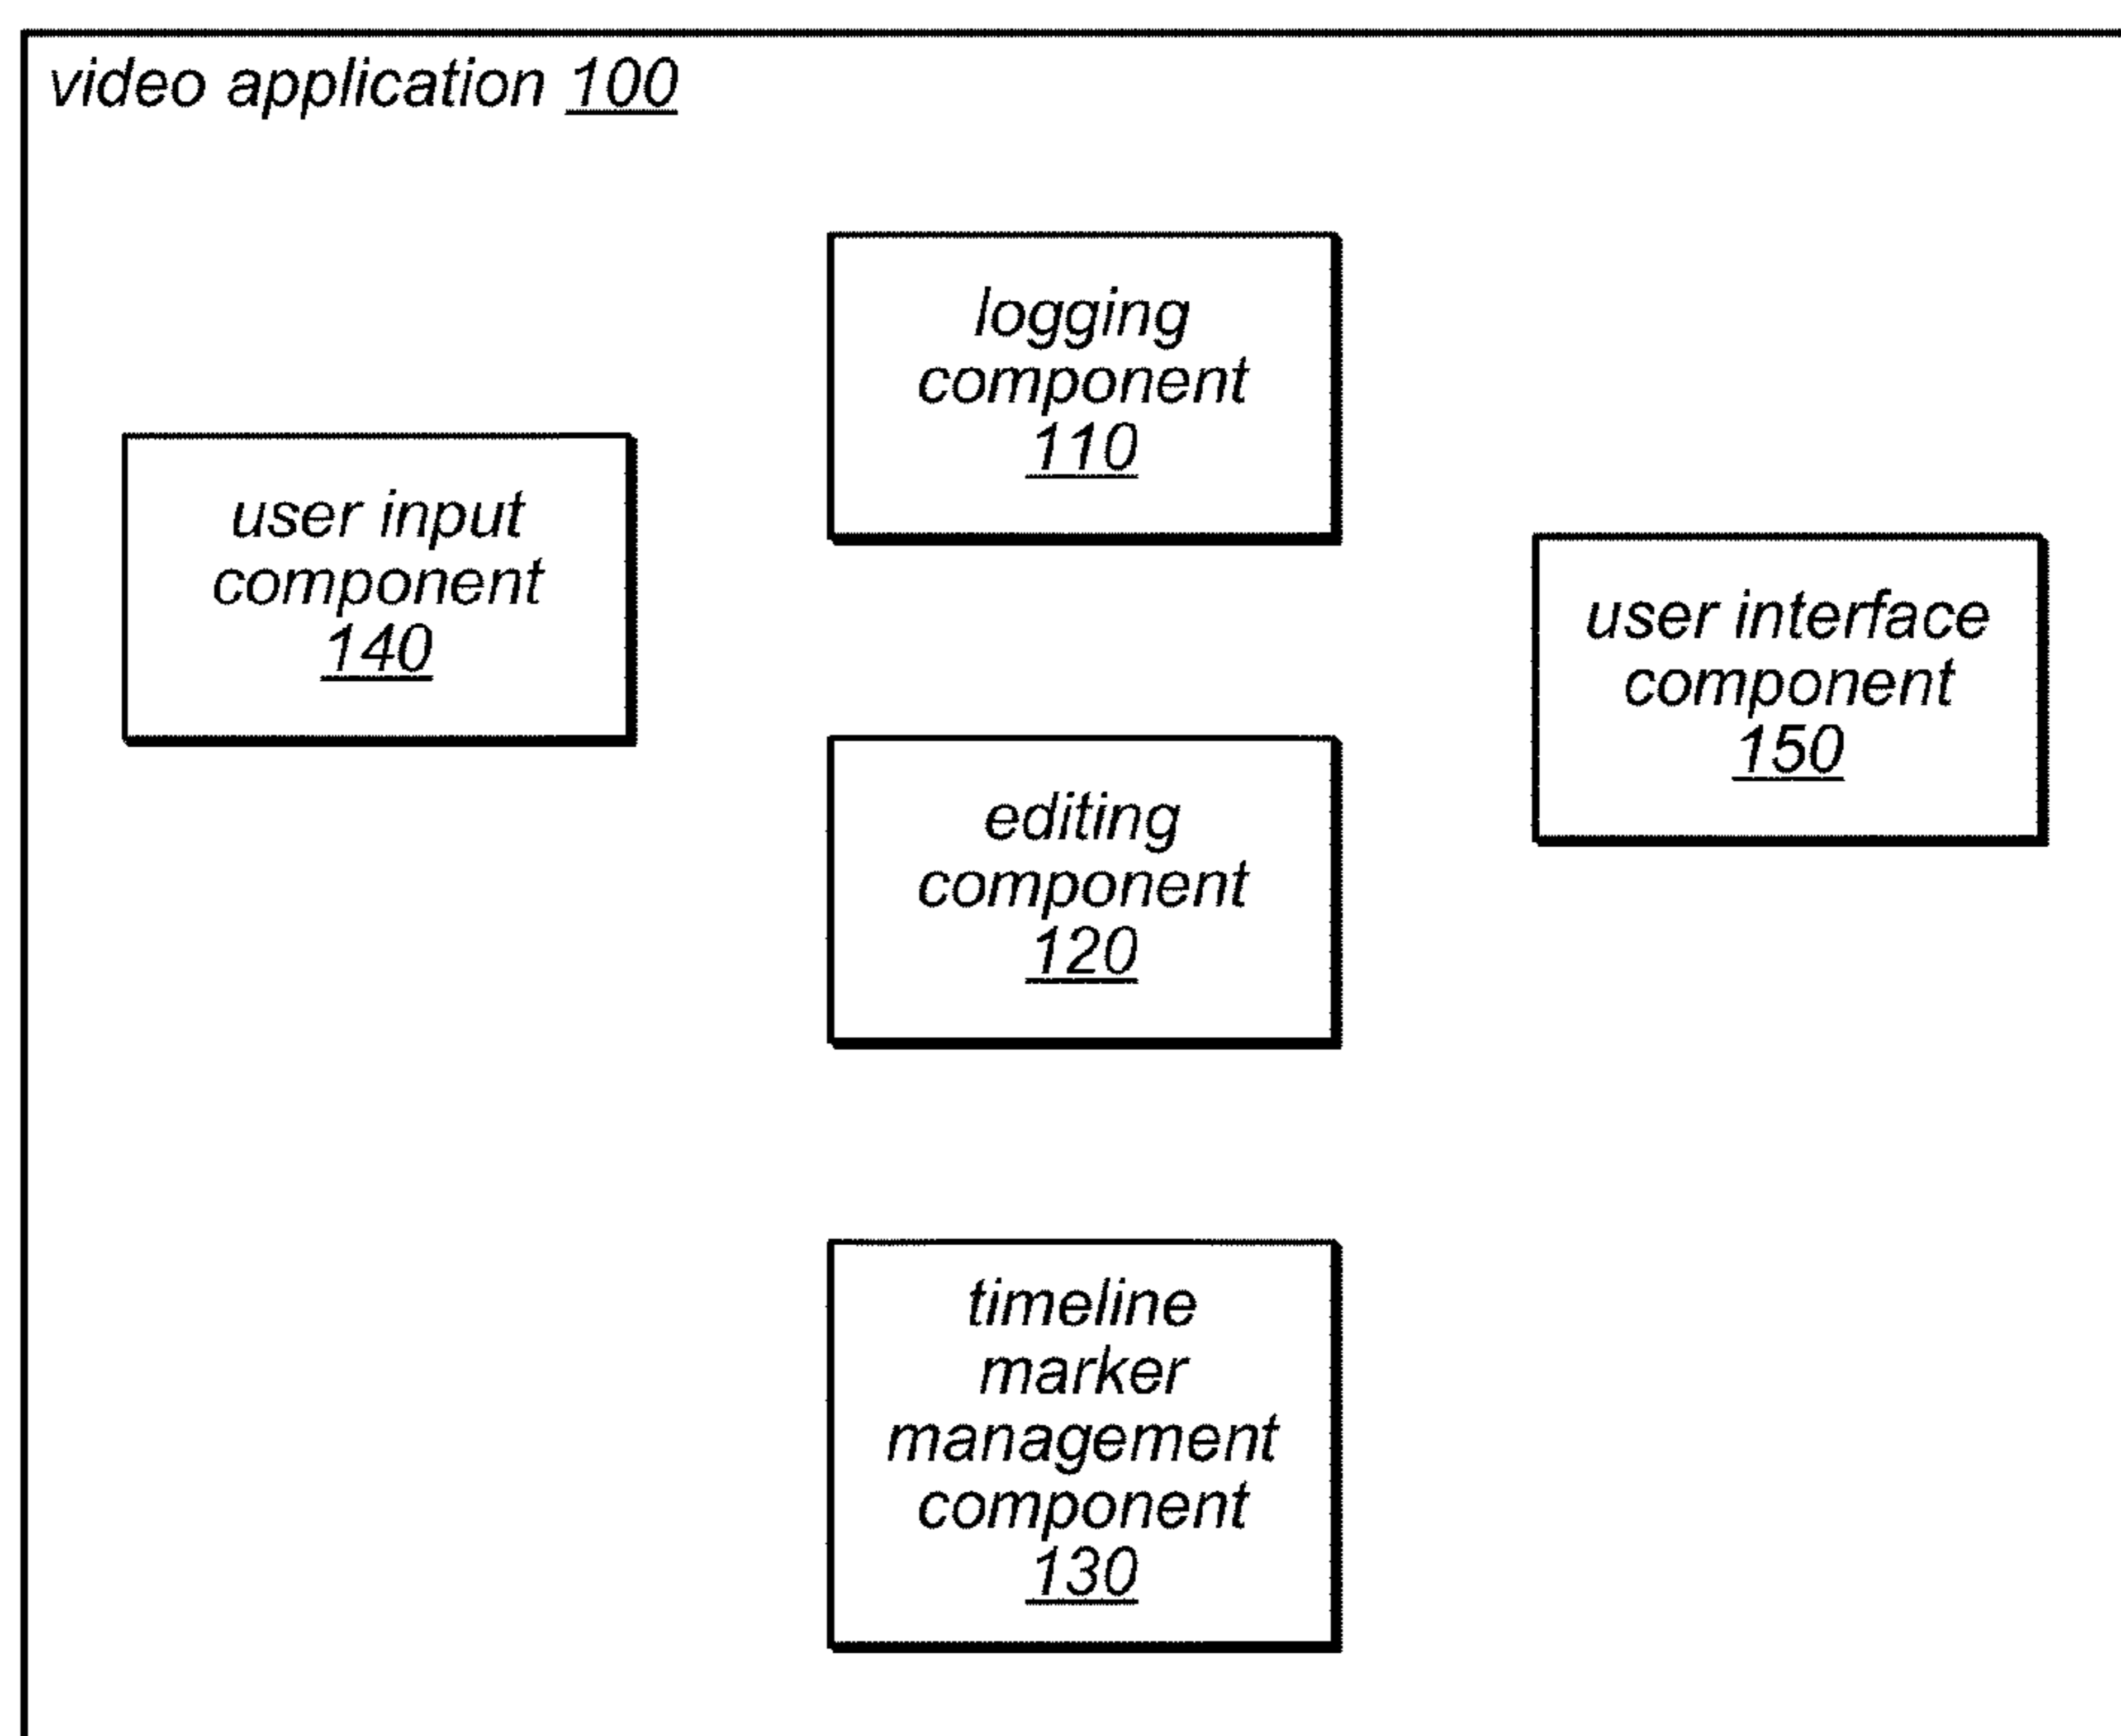 video application 100
logging
component
110
user input
component
140
user interface
component
150
editing
component
120
timeline
marker
management
component
130